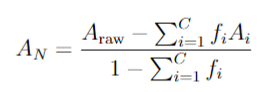 A_N = \frac{A_{\text{raw}} - \sum_{i=1}^{C} f_i A_i}{1 - \sum_{i=1}^{C} f_i}